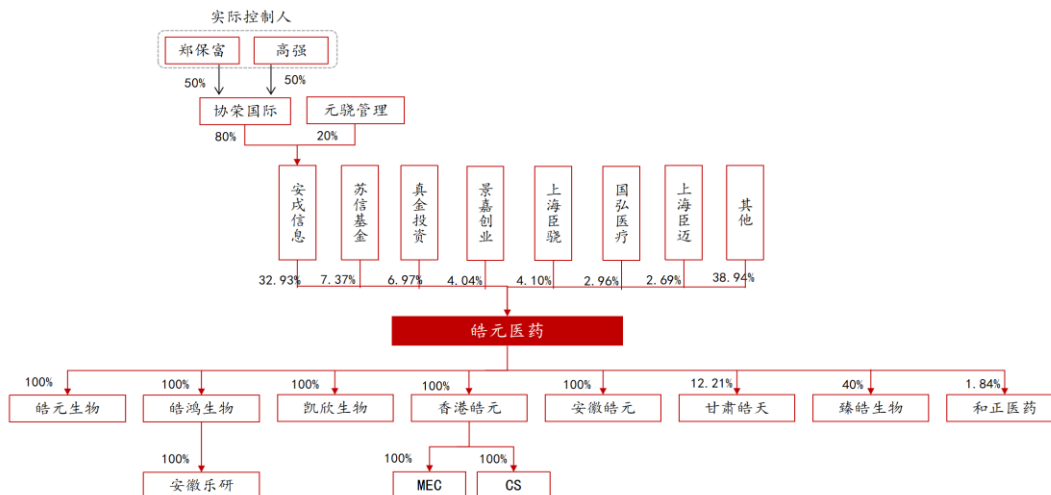 实际控制人
郑保富
高强
50%
50%
协荣国际
元骁管理
80%
20%
安戌信息
苏信基金
真金投资
景嘉创业
上海臣骁
国弘医疗
上海臣迈
其他
32.93%
7.37%
6.97%
4.04%
4.10%
2.96%
2.69%
38.94%
皓元医药
100%
100%
100%
100%
100%
12.21%
40%
1.84%
皓元生物
皓鸿生物
凯欣生物
香港皓元
安徽皓元
甘肃皓天
臻皓生物
和正医药
100%
100%
100%
安徽乐研
MEC
CS